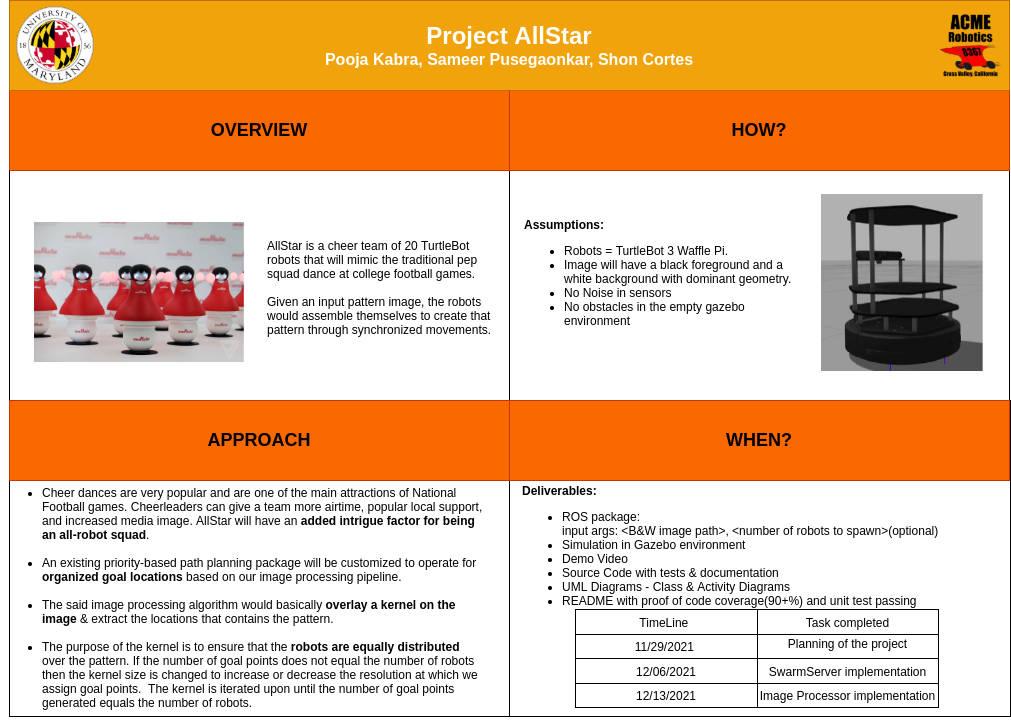 UNIVERSITY OF
18 56
MARYLAND
Project AllStar
Pooja Kabra, Sameer Pusegaonkar, Shon Cortes
ACME
Robotics
Grass Valley, California
OVERVIEW
HOW?
AllStar is a cheer team of 20 TurtleBot
robots that will mimic the traditional pep
squad dance at college football games.
Given an input pattern image, the robots
would assemble themselves to create that
pattern through synchronized movements.
Assumptions:
• Robots = TurtleBot 3 Waffle Pi.
• Image will have a black foreground and a
white background with dominant geometry.
• No Noise in sensors
• No obstacles in the empty gazebo
environment
APPROACH
WHEN?
• Cheer dances are very popular and are one of the main attractions of National
Football games. Cheerleaders can give a team more airtime, popular local support,
and increased media image. AllStar will have an added intrigue factor for being
an all-robot squad.
• An existing priority-based path planning package will be customized to operate for
organized goal locations based on our image processing pipeline.
• The said image processing algorithm would basically overlay a kernel on the
image & extract the locations that contains the pattern.
• The purpose of the kernel is to ensure that the robots are equally distributed
over the pattern. If the number of goal points does not equal the number of robots
then the kernel size is changed to increase or decrease the resolution at which we
assign goal points.  The kernel is iterated upon until the number of goal points
generated equals the number of robots.
Deliverables:
• ROS package:
input args: <B&W image path>, <number of robots to spawn>(optional)
• Simulation in Gazebo environment
• Demo Video
• Source Code with tests & documentation
• UML Diagrams - Class & Activity Diagrams
• README with proof of code coverage(90+%) and unit test passing
TimeLine Task completed
11/29/2021 Planning of the project
12/06/2021 SwarmServer implementation
12/13/2021 Image Processor implementation